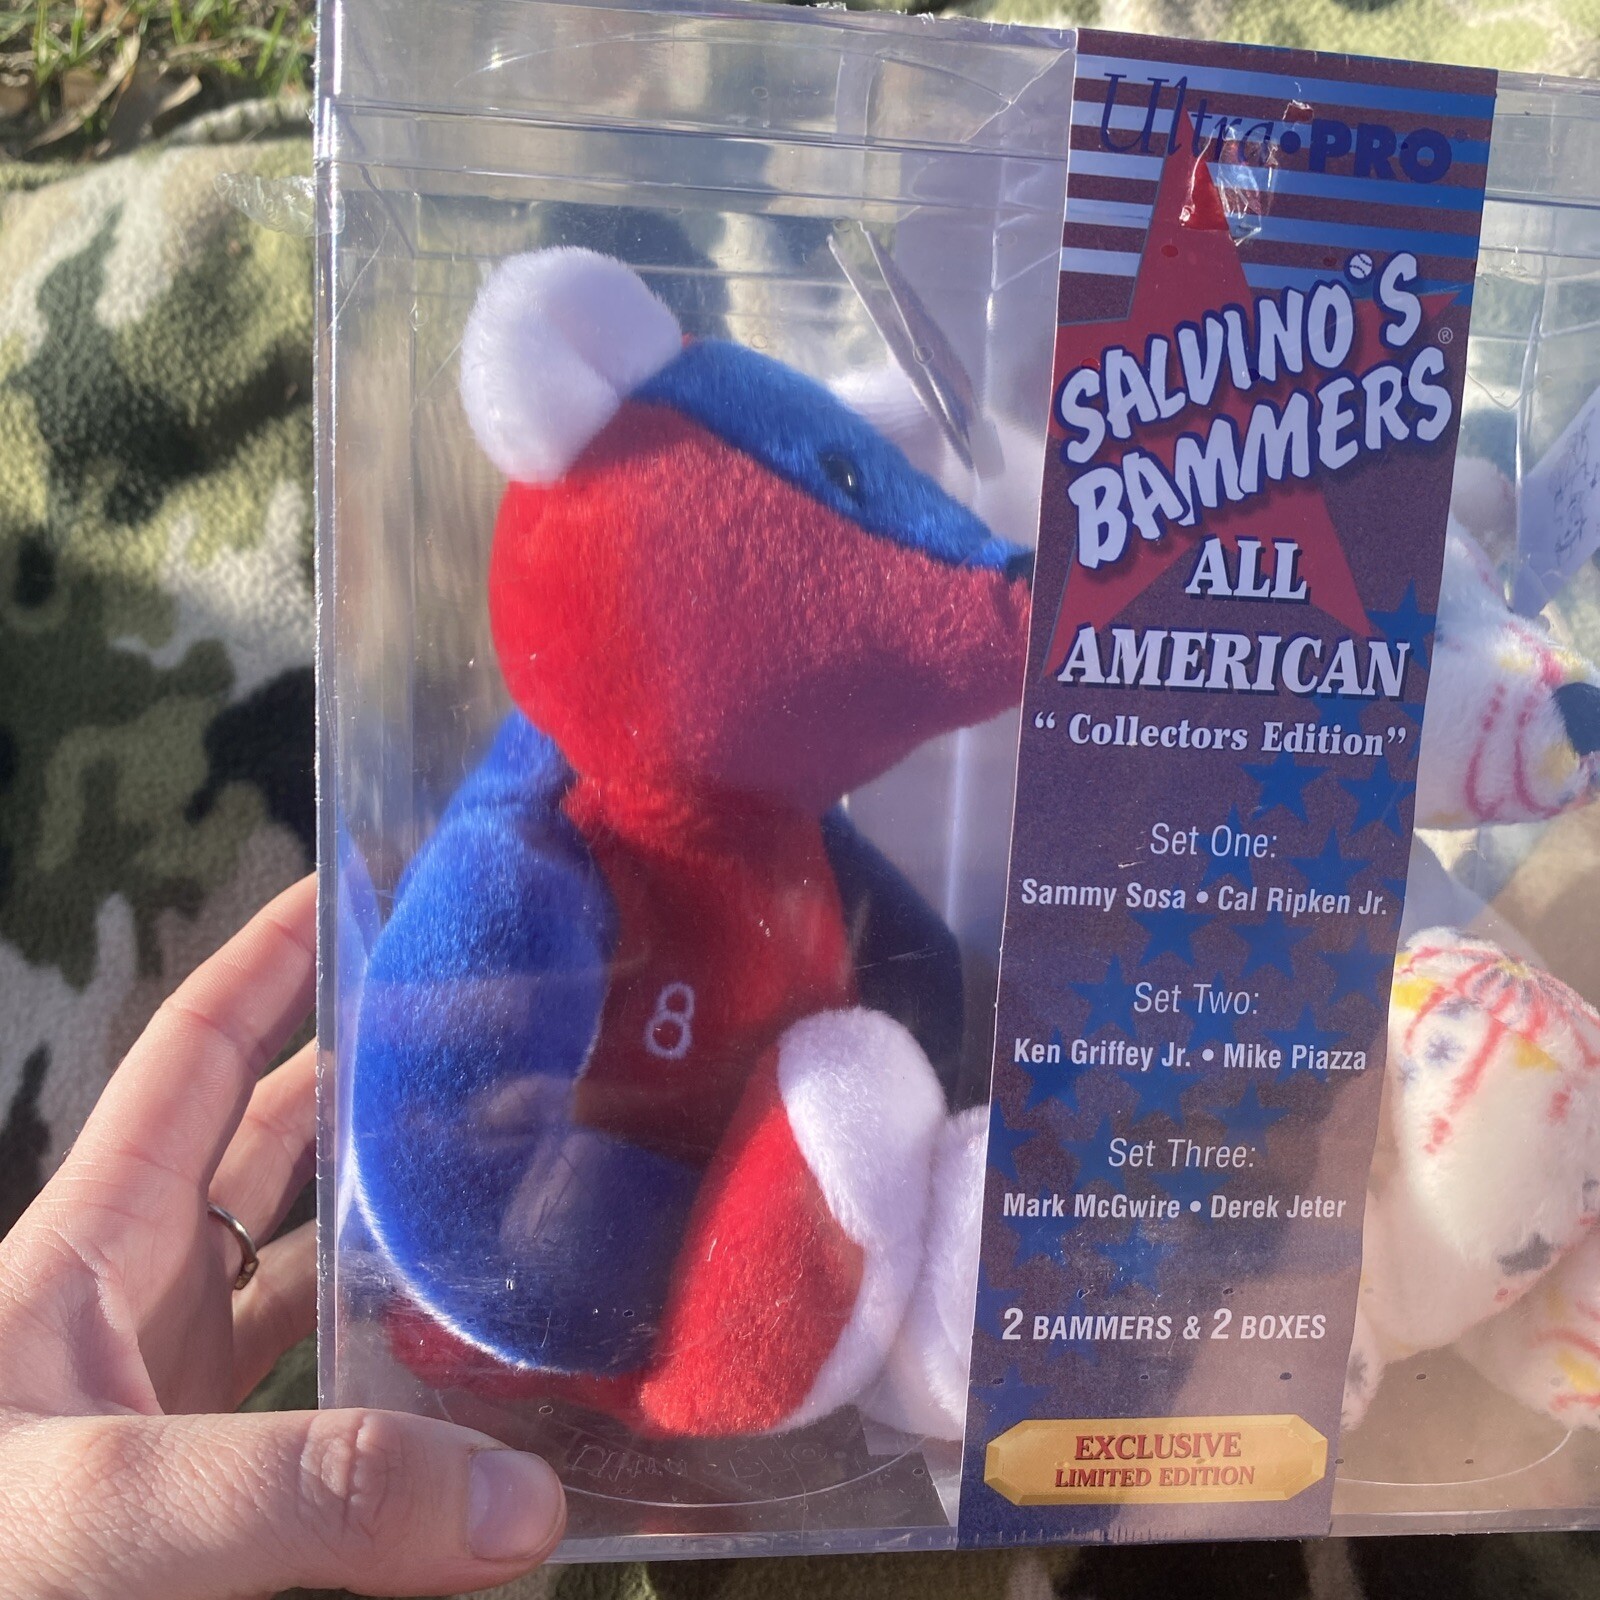 Ultra•PRO
SALVINO'S
BAMMERS®
ALL
AMERICAN
“ Collectors Edition”
Set One:
Sammy Sosa • Cal Ripken Jr.
Set Two:
Ken Griffey Jr. • Mike Piazza
Set Three:
Mark McGwire • Derek Jeter
2 BAMMERS & 2 BOXES
EXCLUSIVE
LIMITED EDITION
8